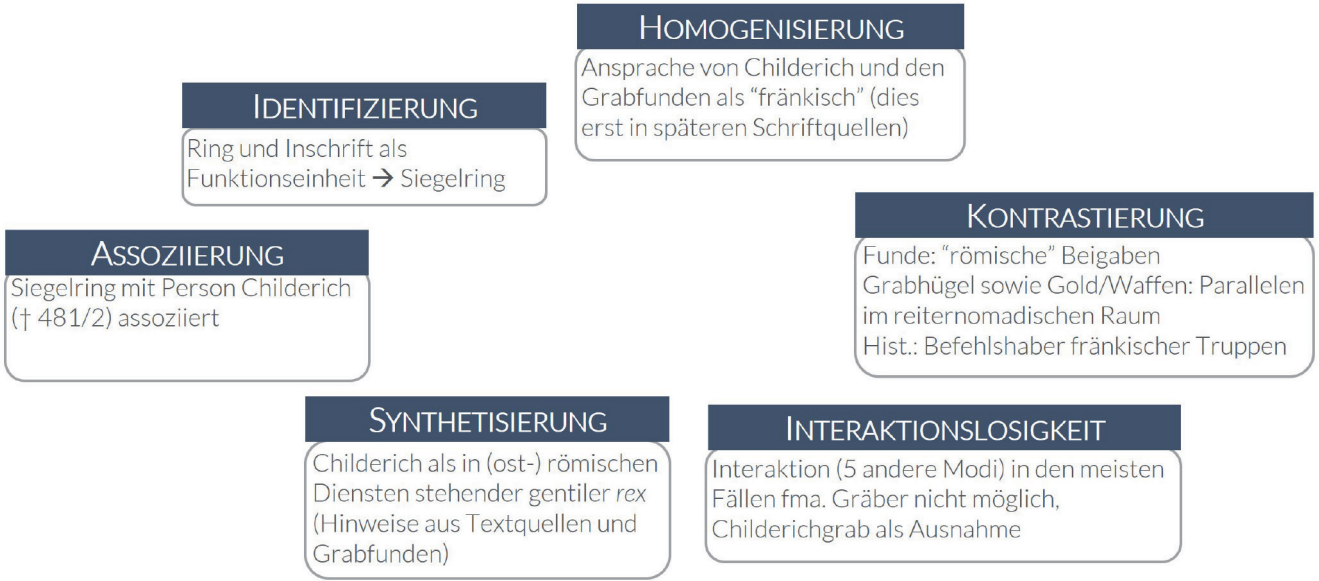 HOMOGENISIERUNG
Ansprache von Childerich und den
Grabfunden als “fränkisch” (dies
erst in späteren Schriftquellen)
IDENTIFIZIERUNG
Ring und Inschrift als
Funktionseinheit → Siegelring
KONTRASTIERUNG
Funde: “römische” Beigaben
Grabhügel sowie Gold/Waffen: Parallelen
im reiternomadischen Raum
Hist.: Befehlshaber fränkischer Truppen
ASSOZIIERUNG
Siegelring mit Person Childerich
(† 481/2) assoziiert
SYNTHETISIERUNG
Childerich als in (ost-) römischen
Diensten stehender gentiler rex
(Hinweise aus Textquellen und
Grabfunden)
INTERAKTIONSLOSIGKEIT
Interaktion (5 andere Modi) in den meisten
Fällen fma. Gräber nicht möglich,
Childerichgrab als Ausnahme